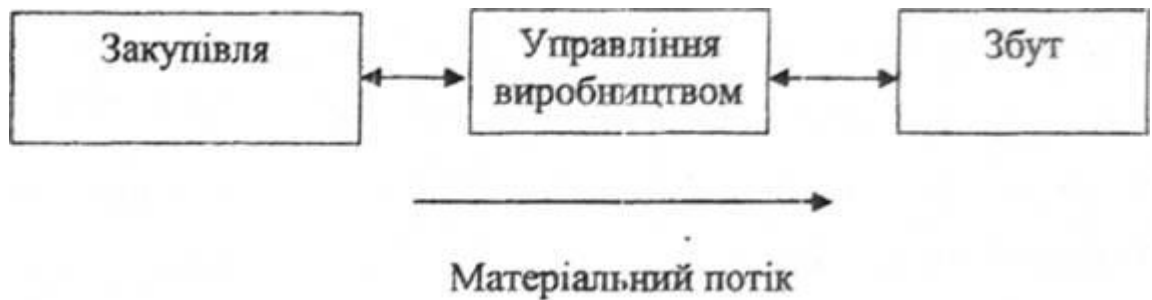 Закупівля
Управління
виробництвом
Збут
Матеріальний потік